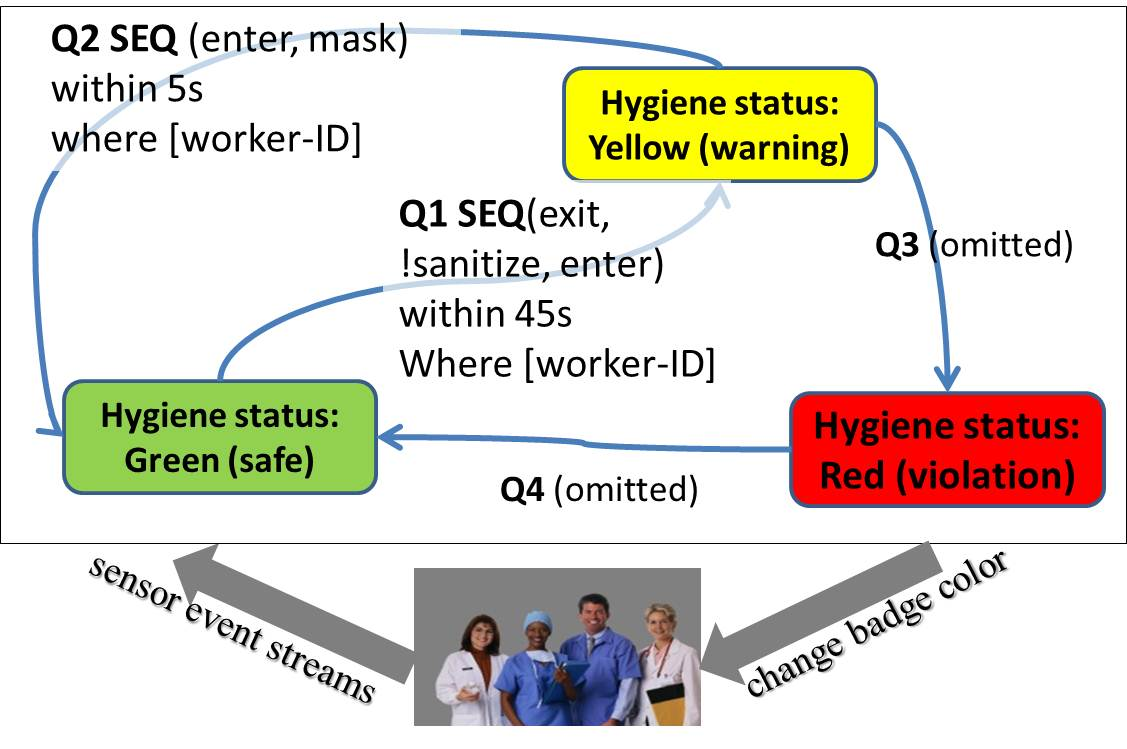 Q2 SEQ (enter, mask)
within 5s
where [worker-ID]
Hygiene status:
Yellow (warning)
Q1 SEQ(exit,
!sanitize, enter)
within 45s
Where [worker-ID]
Q3 (omitted)
Hygiene status:
Green (safe)
Hygiene status:
Red (violation)
Q4 (omitted)
sensor event streams
change badge color